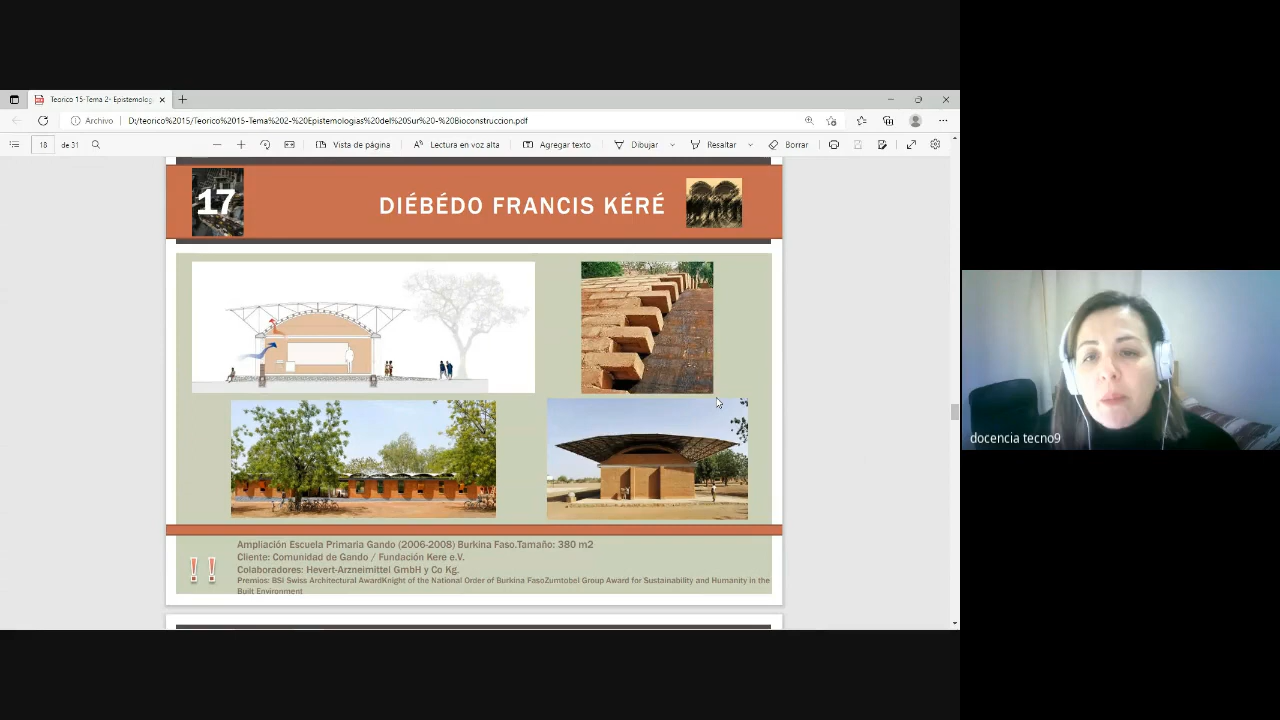 Teorico 15-Tema 2- Epistemolog
D:/teorico%2015/Teorico%2015-Tema%202-%20Epistemologias%20del%20Sur%20-%20Bioconstruccion.pdf
Archivo
18 de 31
Vista de página
Lectura en voz alta
Agregar texto
Dibujar
Resaltar
Borrar
17
DIÉBÉDO FRANCIS KÉRÉ
docencia tecno9
!!
Ampliación Escuela Primaria Gando (2006-2008) Burkina Faso.Tamaño: 380 m2
Cliente: Comunidad de Gando / Fundación Kere e.V.
Colaboradores: Hevert-Arzneimittel GmbH y Co Kg.
Premios: BSI Swiss Architectural AwardKnight of the National Order of Burkina FasoZumtobel Group Award for Sustainability and Humanity in the
Built Environment